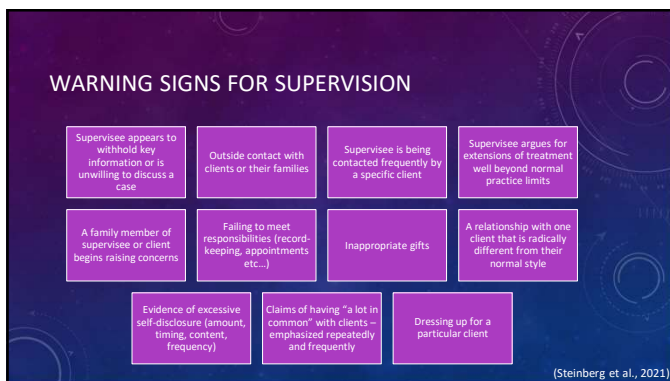 WARNING SIGNS FOR SUPERVISION
Supervisee appears to
withhold key
information or is
unwilling to discuss a
case
Outside contact with
clients or their families
Supervisee is being
contacted frequently by
a specific client
Supervisee argues for
extensions of treatment
well beyond normal
practice limits
A family member of
supervisee or client
begins raising concerns
Failing to meet
responsibilities (record-
keeping, appointments
etc…)
Inappropriate gifts
A relationship with one
client that is radically
different from their
normal style
Evidence of excessive
self-disclosure (amount,
timing, content,
frequency)
Claims of having “a lot in
common” with clients –
emphasized repeatedly
and frequently
Dressing up for a
particular client
(Steinberg et al., 2021)